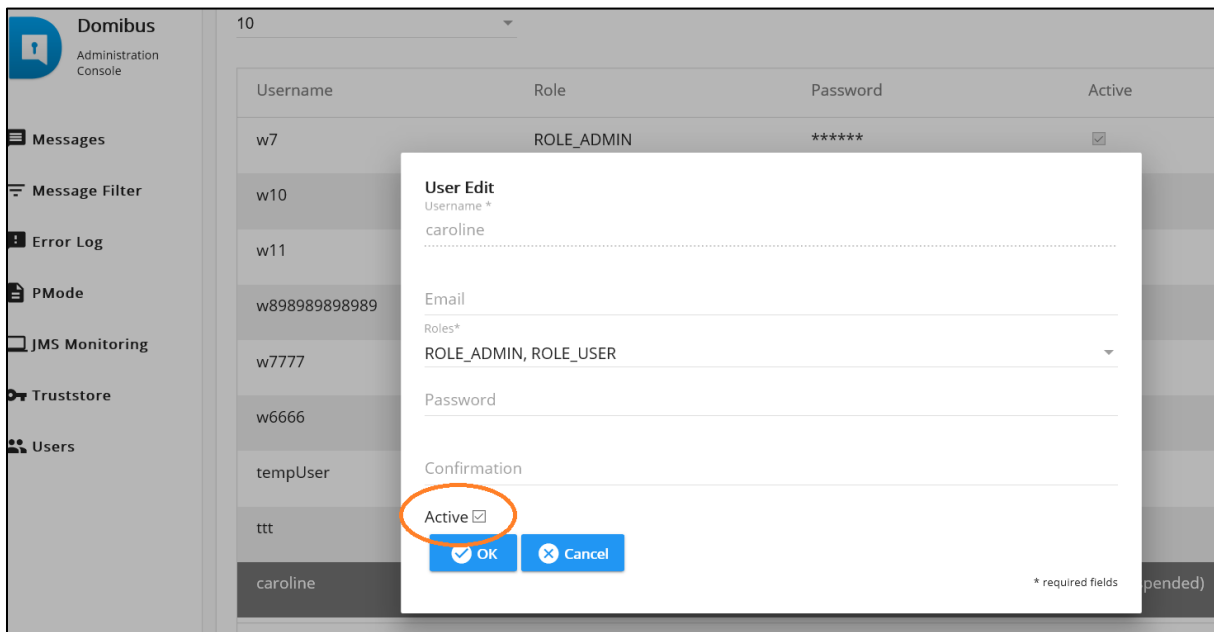 Domibus
Administration
Console
Messages
Message Filter
Error Log
PMode
JMS Monitoring
Truststore
Users
10
Username Role Password Active
w7 ROLE_ADMIN ******
w10
w11
w898989898989
w7777
w6666
tempUser
ttt
caroline pended)
User Edit
Username *
caroline
Email
Roles*
ROLE_ADMIN, ROLE_USER
Password
Confirmation
Active
OK Cancel
* required fields